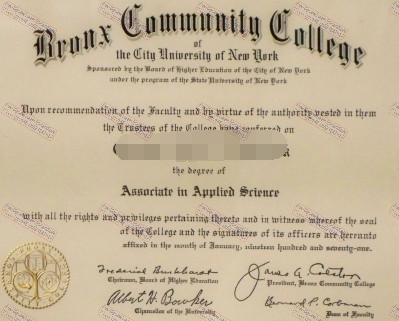 Bronx Community College
of
the City University of New York
Sponsored by the Board of Higher Education of the City of New York
under the program of the State University of New York
Upon recommendation of the Faculty and by virtue of the authority vested in them
the Trustees of the College have conferred on
the degree of
Associate in Applied Science
with all the rights and privileges pertaining thereto and in witness whereof the seal
of the College and the signatures of its officers are hereunto
affixed in the month of January, nineteen hundred and seventy-one.
Frederick Burkhardt
Chairman, Board of Higher Education
James A. Colston
President, Bronx Community College
Albert H. Bowker
Chancellor of the University
Dean of Faculty